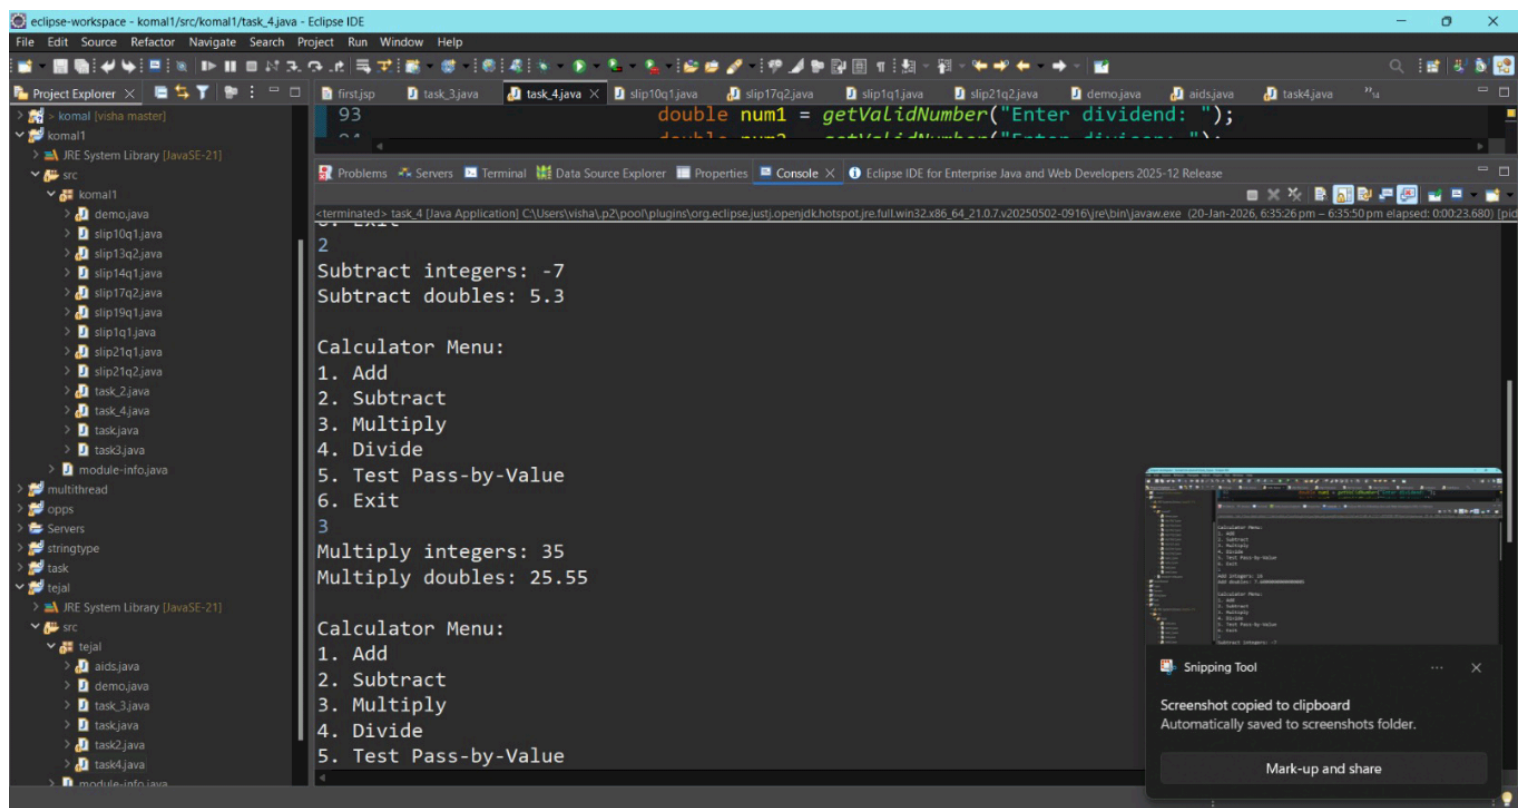 eclipse-workspace - komal1/src/komal1/task_4.java - Eclipse IDE
File Edit Source Refactor Navigate Search Project Run Window Help
Project Explorer
first.jsp task_3.java task_4.java slip10q1.java slip17q2.java slip1q1.java slip21q2.java demo.java aids.java task4.java
> komal [visha master]
komal1
JRE System Library [JavaSE-21]
src
komal1
demo.java
slip10q1.java
slip13q2.java
slip14q1.java
slip17q2.java
slip19q1.java
slip1q1.java
slip21q1.java
slip21q2.java
task_2.java
task_4.java
task.java
task3.java
module-info.java
multithread
opps
Servers
stringtype
task
tejal
JRE System Library [JavaSE-21]
src
tejal
aids.java
demo.java
task_3.java
task.java
task2.java
task4.java
module-info.java
93 double num1 = getValidNumber("Enter dividend: ");
Problems Servers Terminal Data Source Explorer Properties Console Eclipse IDE for Enterprise Java and Web Developers 2025-12 Release
<terminated> task_4 [Java Application] C:\Users\visha\.p2\pool\plugins\org.eclipse.justj.openjdk.hotspot.jre.full.win32.x86_64_21.0.7.v20250502-0916\jre\bin\javaw.exe (20-Jan-2026, 6:35:26 pm – 6:35:50 pm elapsed: 0:00:23.680) [pid
6. Exit
2
Subtract integers: -7
Subtract doubles: 5.3
Calculator Menu:
1. Add
2. Subtract
3. Multiply
4. Divide
5. Test Pass-by-Value
6. Exit
3
Multiply integers: 35
Multiply doubles: 25.55
Calculator Menu:
1. Add
2. Subtract
3. Multiply
4. Divide
5. Test Pass-by-Value
Snipping Tool
Screenshot copied to clipboard
Automatically saved to screenshots folder.
Mark-up and share